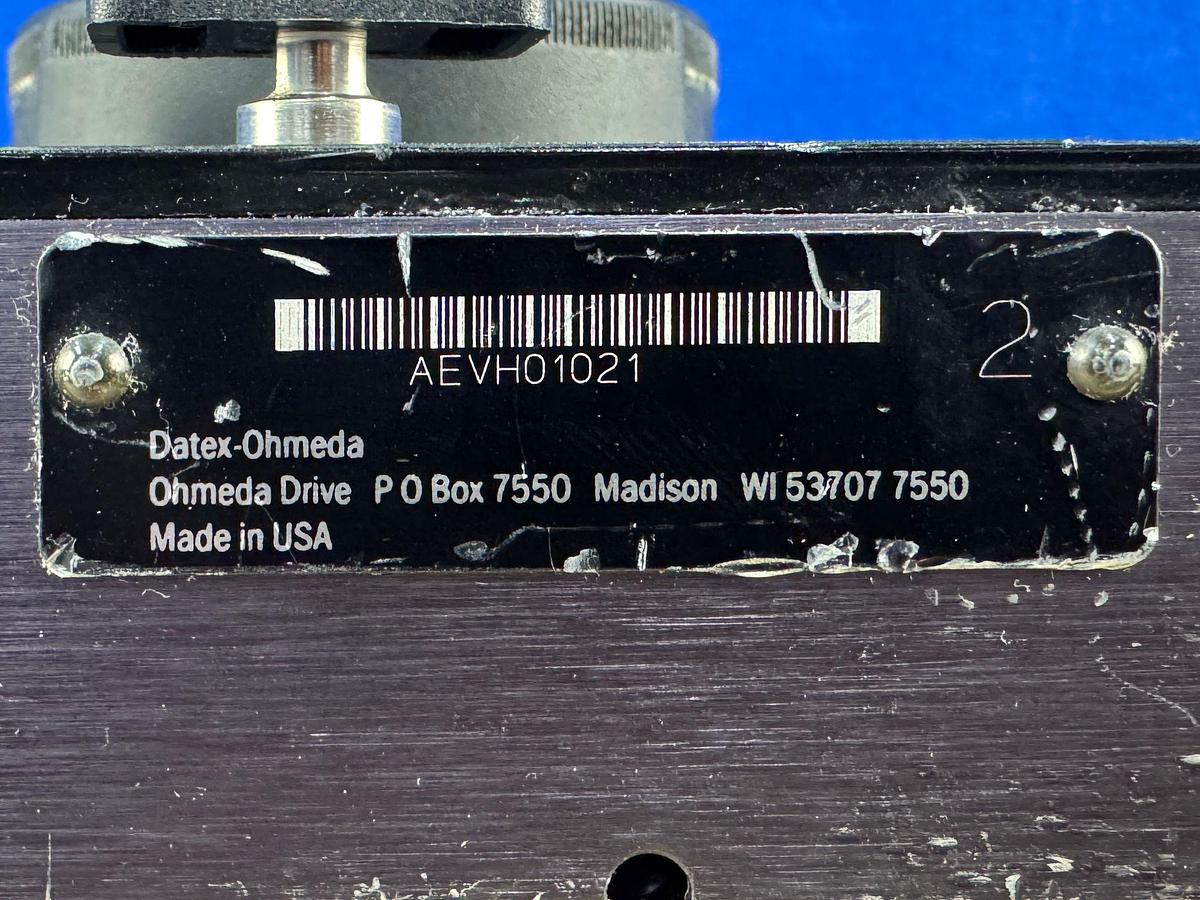 AEVH01021
2
Datex-Ohmeda
Ohmeda Drive P O Box 7550 Madison WI 53707 7550
Made in USA